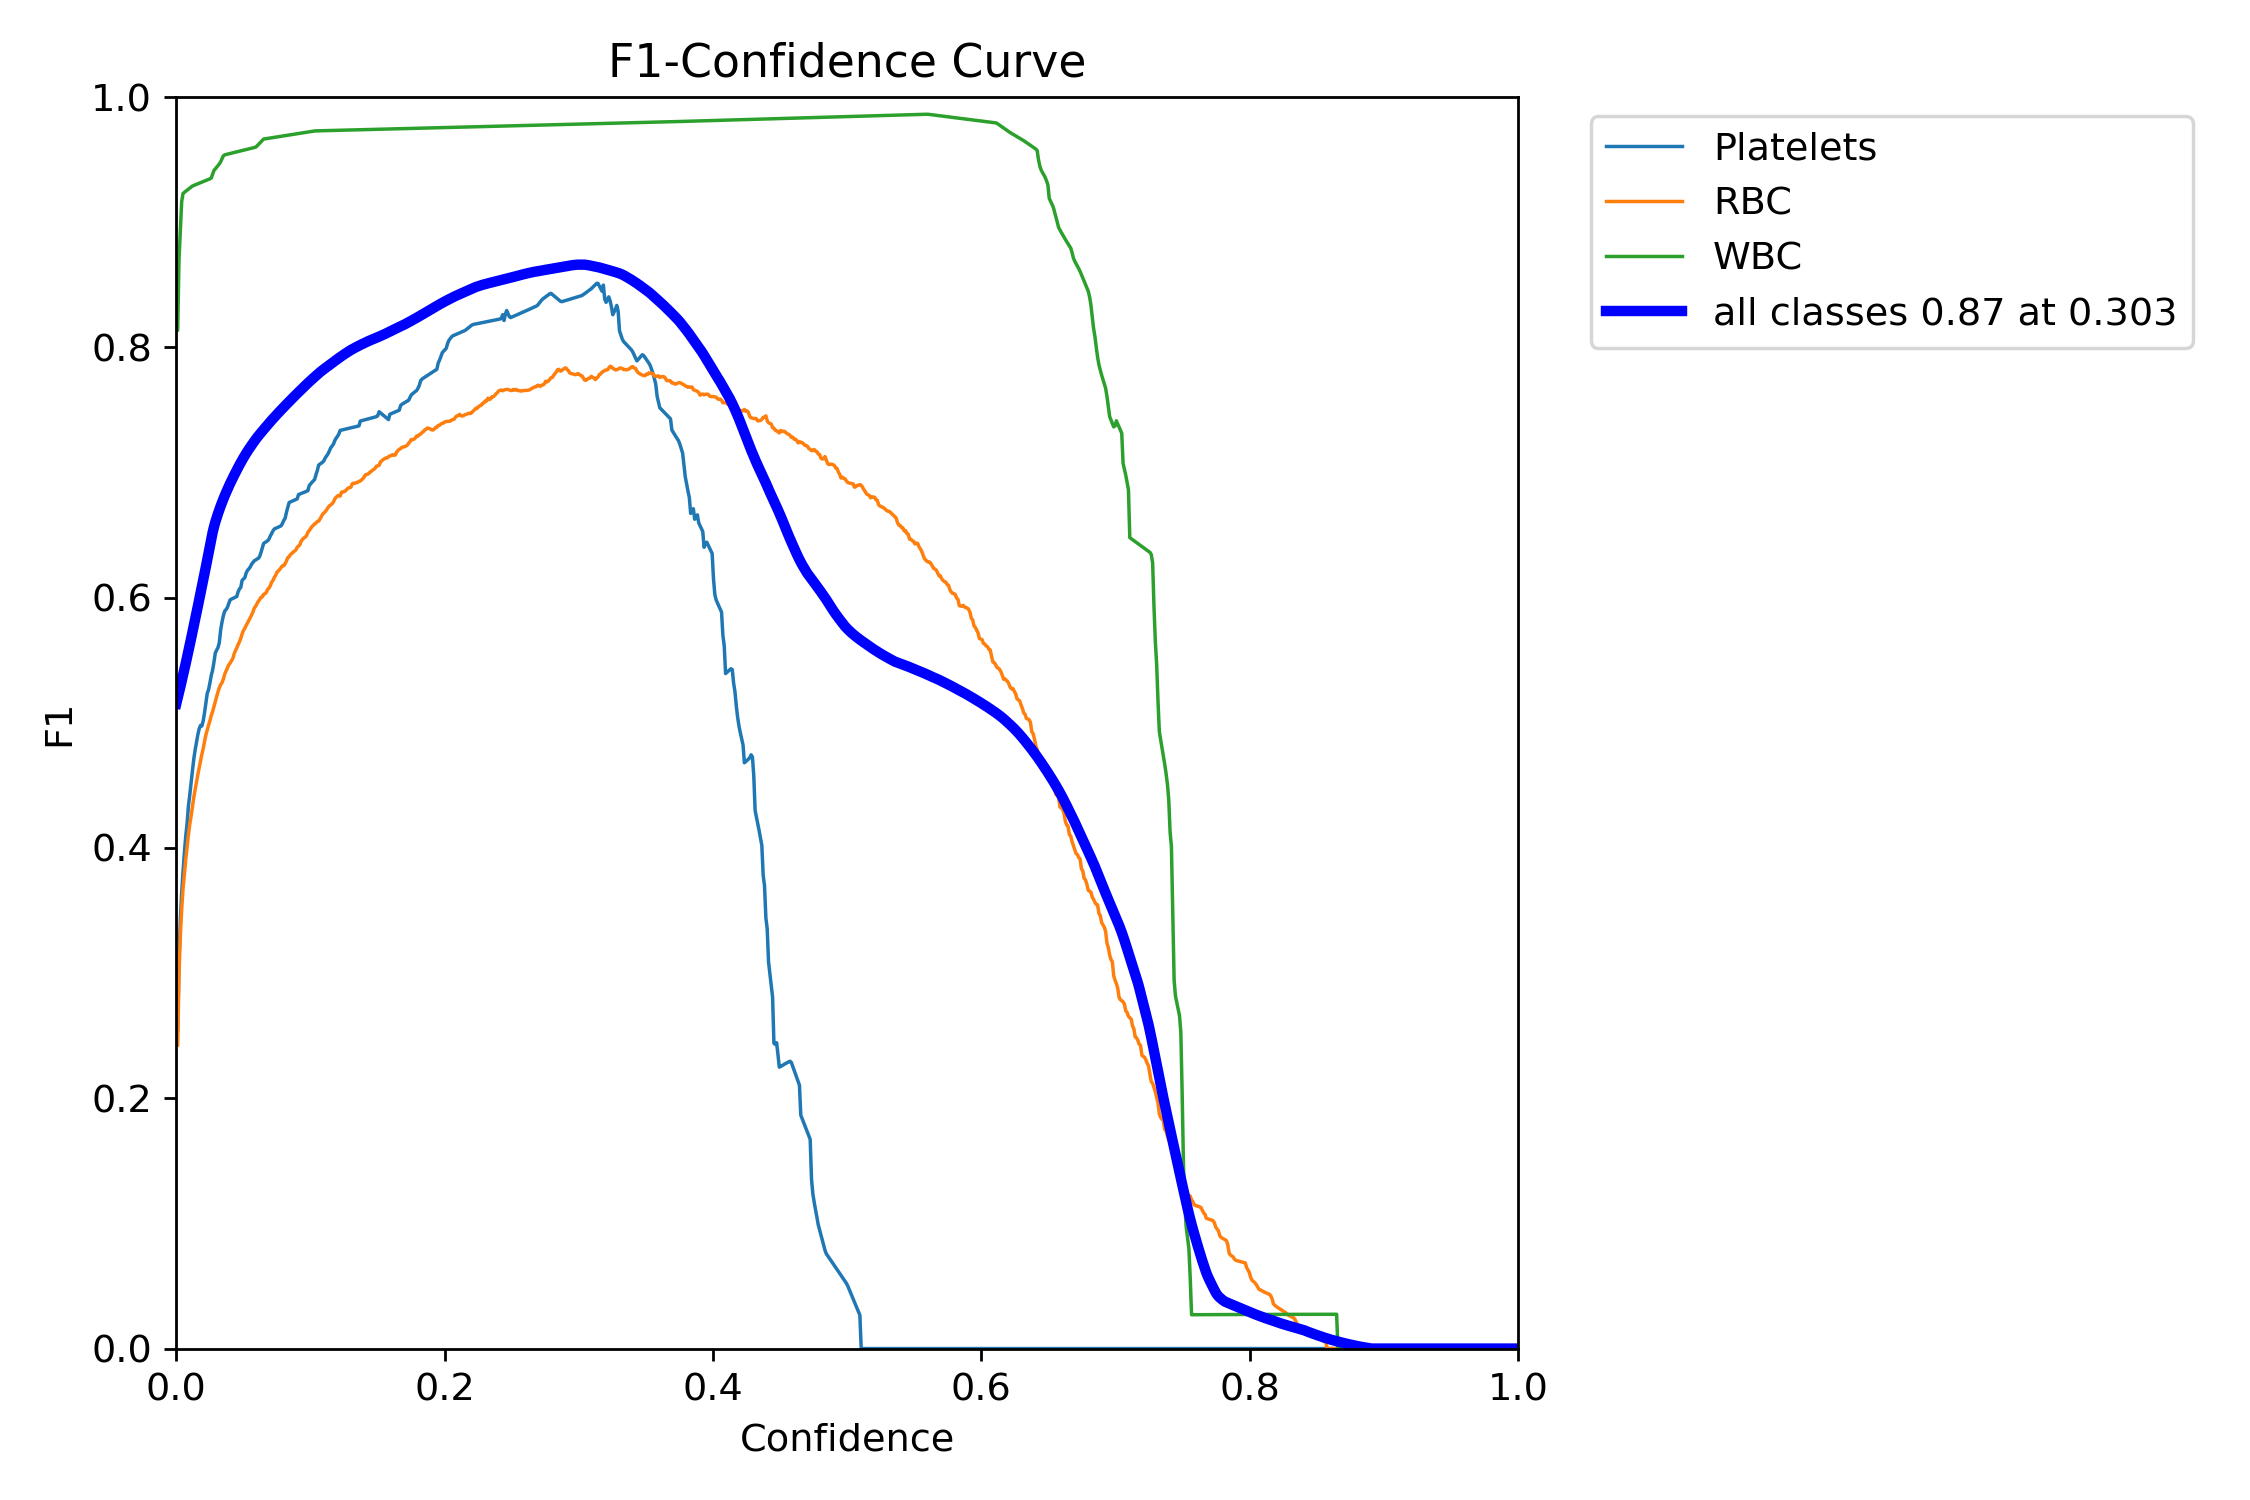 F1-Confidence Curve
1.0
0.8
0.6
0.4
0.2
0.0
F1
0.0 0.2 0.4 0.6 0.8 1.0
Confidence
Platelets
RBC
WBC
all classes 0.87 at 0.303